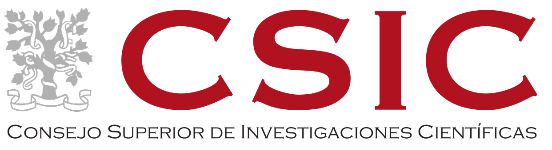 CSIC
CONSEJO SUPERIOR DE INVESTIGACIONES CIENTÍFICAS